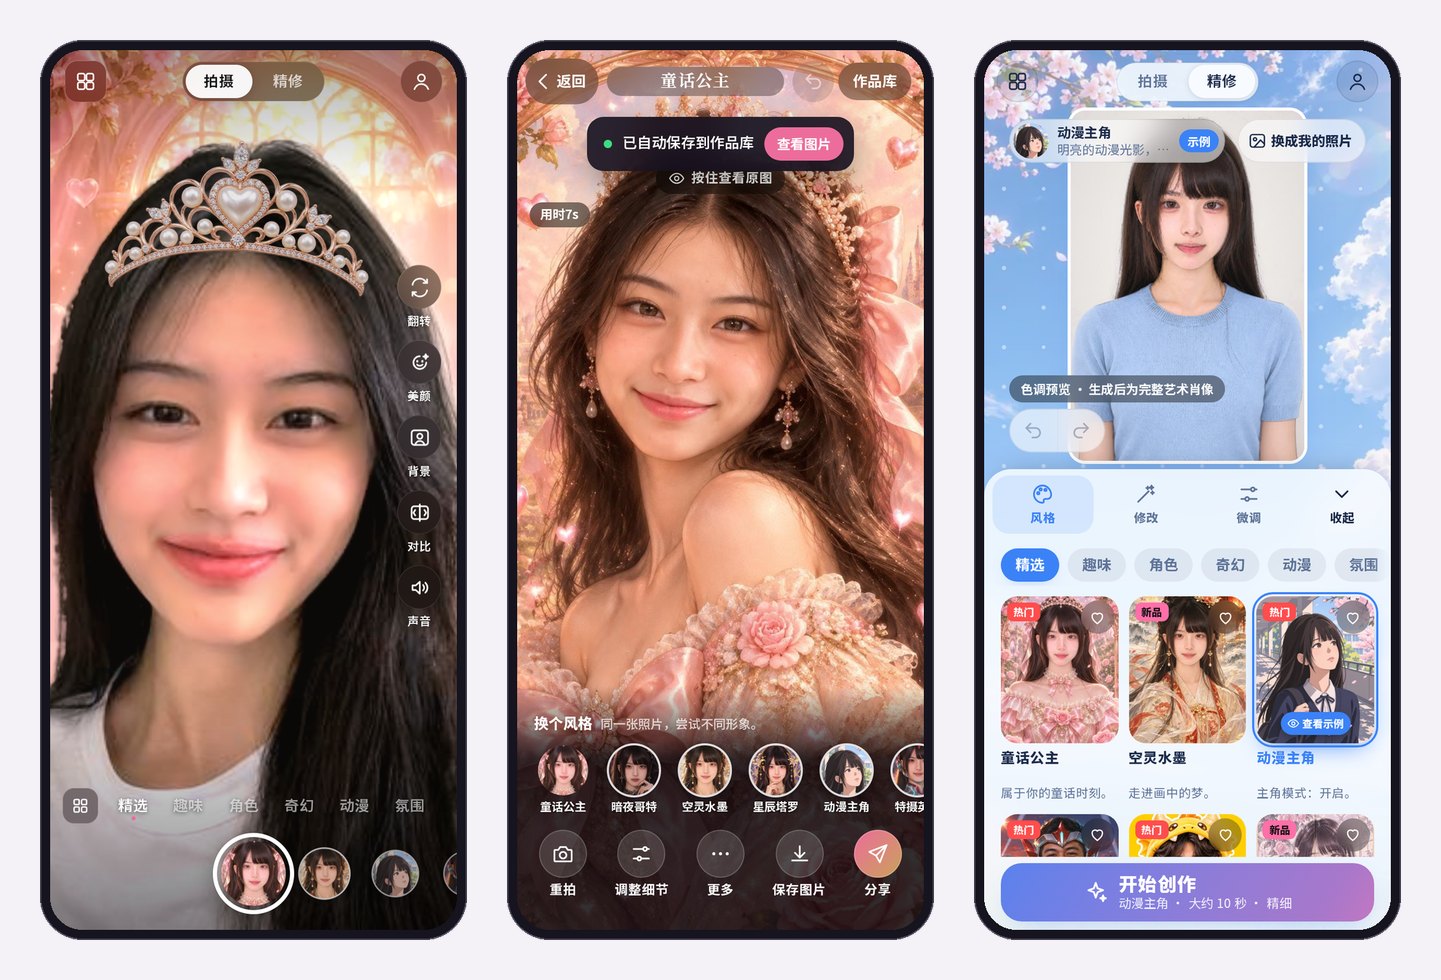 拍摄
精修
翻转
美颜
背景
对比
声音
精选
趣味
角色
奇幻
动漫
氛围
返回
童话公主
作品库
已自动保存到作品库
查看图片
按住查看原图
用时7s
换个风格 同一张照片，尝试不同形象。
童话公主
暗夜哥特
空灵水墨
星辰塔罗
动漫主角
特摄英
重拍
调整细节
更多
保存图片
分享
拍摄
精修
动漫主角
明亮的动漫光影，…
示例
换成我的照片
色调预览 · 生成后为完整艺术肖像
风格
修改
微调
收起
精选
趣味
角色
奇幻
动漫
氛围
热门
新品
热门
查看示例
童话公主
空灵水墨
动漫主角
属于你的童话时刻。
走进画中的梦。
主角模式：开启。
热门
热门
新品
开始创作
动漫主角 · 大约 10 秒 · 精细